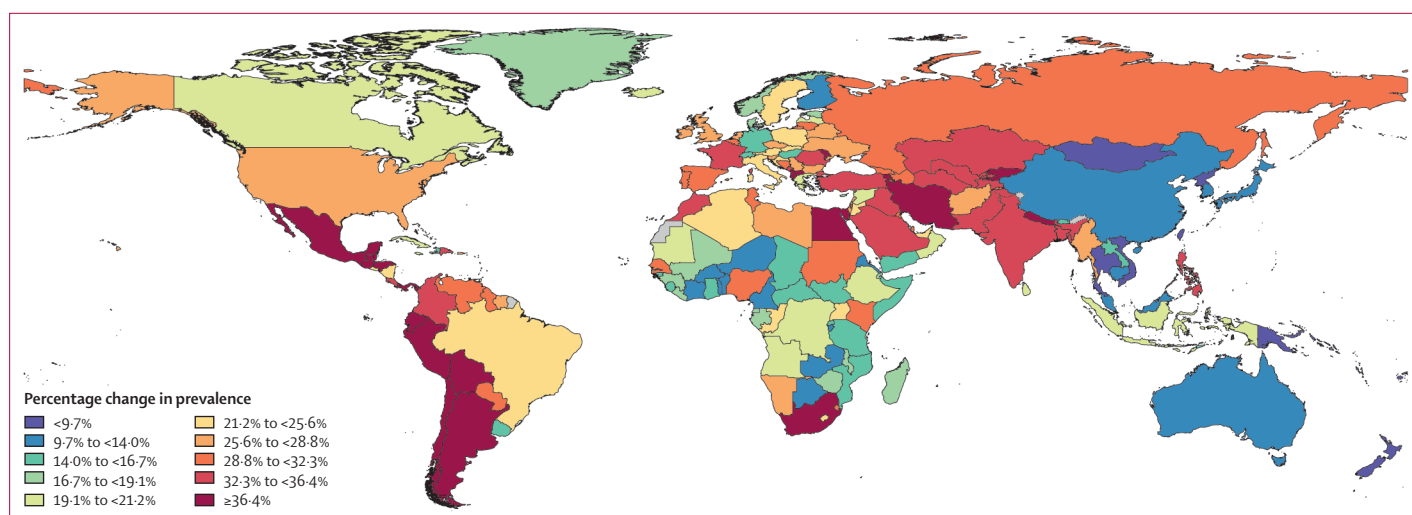 Percentage change in prevalence
<9·7%
9·7% to <14·0%
14·0% to <16·7%
16·7% to <19·1%
19·1% to <21·2%
21·2% to <25·6%
25·6% to <28·8%
28·8% to <32·3%
32·3% to <36·4%
≥36·4%